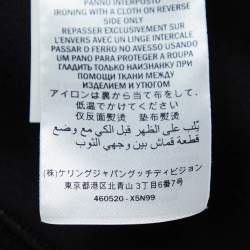 PANNO INTERPOSTO
IRONING WITH A CLOTH ON REVERSE
SIDE ONLY
REPASSER EXCLUSIVEMENT SUR
L'ENVERS AVEC UN LINGE INTERCALE
PASSAR O FERRO NO AVESSO USANDO
UM PANO PARA PROTEGER A ROUPA
ГЛАДИТЬ ТОЛЬКО НАИЗНАНКУ ПРИ
ПОМОЩИ ТКАНИ МЕЖДУ
ИЗДЕЛИЕМ И УТЮГОМ
アイロンは裏から当て布をして、
低温でかけてください
仅反面熨烫 垫布熨烫
يُقلب على الظهر قبل الكي مع وضع
قطعة قماش بين وجهي الثوب
(株)ケリングジャパングッチディビジョン
東京都港区北青山3丁目6番7号
460520 - X5N99